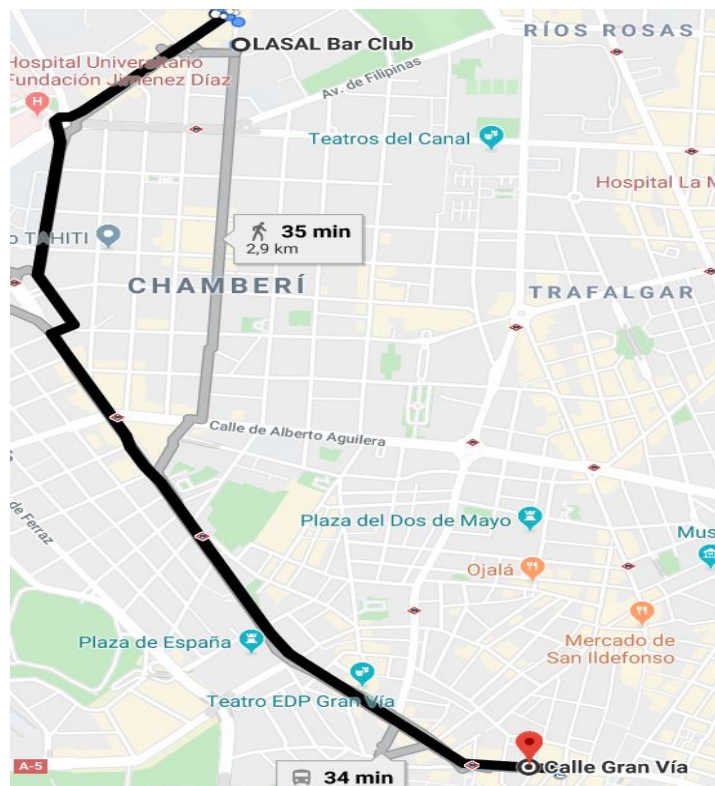 LASAL Bar Club
RÍOS ROSAS
Hospital Universitario
Fundación Jiménez Díaz
Av. de Filipinas
H
Teatros del Canal
Hospital La M
o TAHITI
35 min
2,9 km
CHAMBERÍ
TRAFALGAR
Calle de Alberto Aguilera
de Ferraz
Plaza del Dos de Mayo
Mus
Ojalá
Plaza de España
Mercado de
San Ildefonso
Teatro EDP Gran Vía
A-5
Calle Gran Vía
34 min